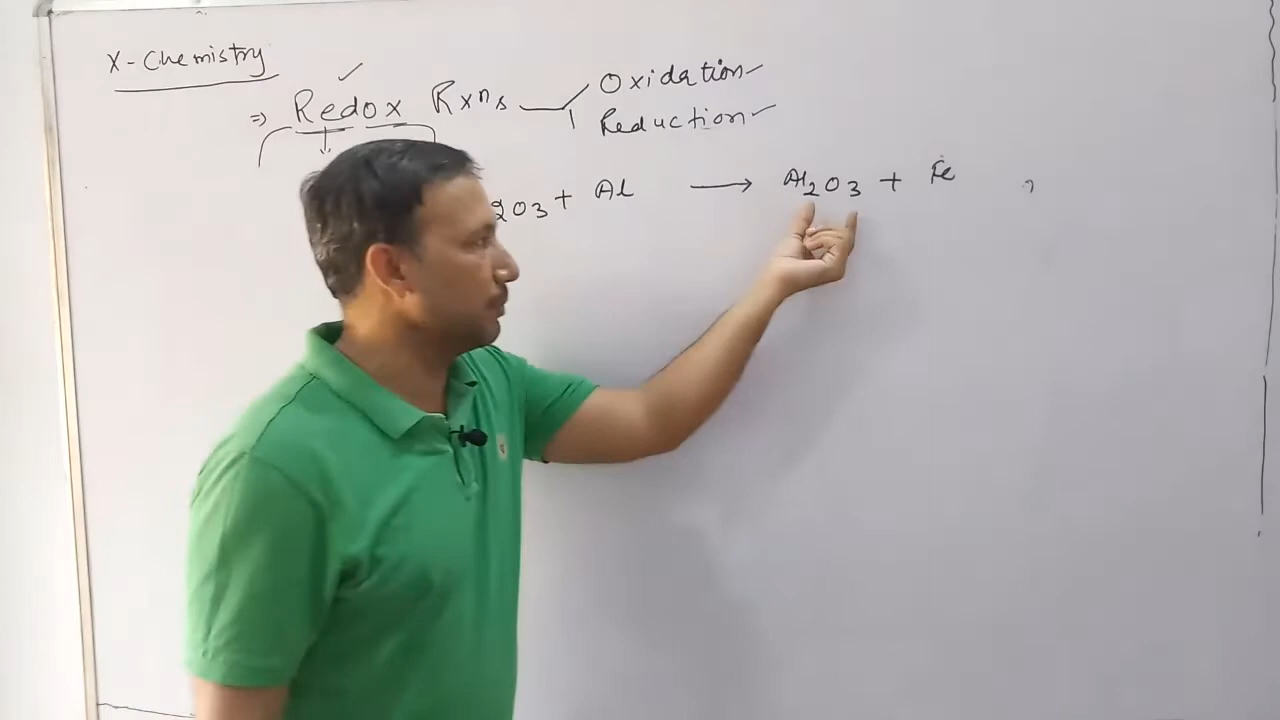 X-Chemistry
⇒ Redox Rxns Oxidation
Reduction
2O3 + Al → Al2O3 + Fe